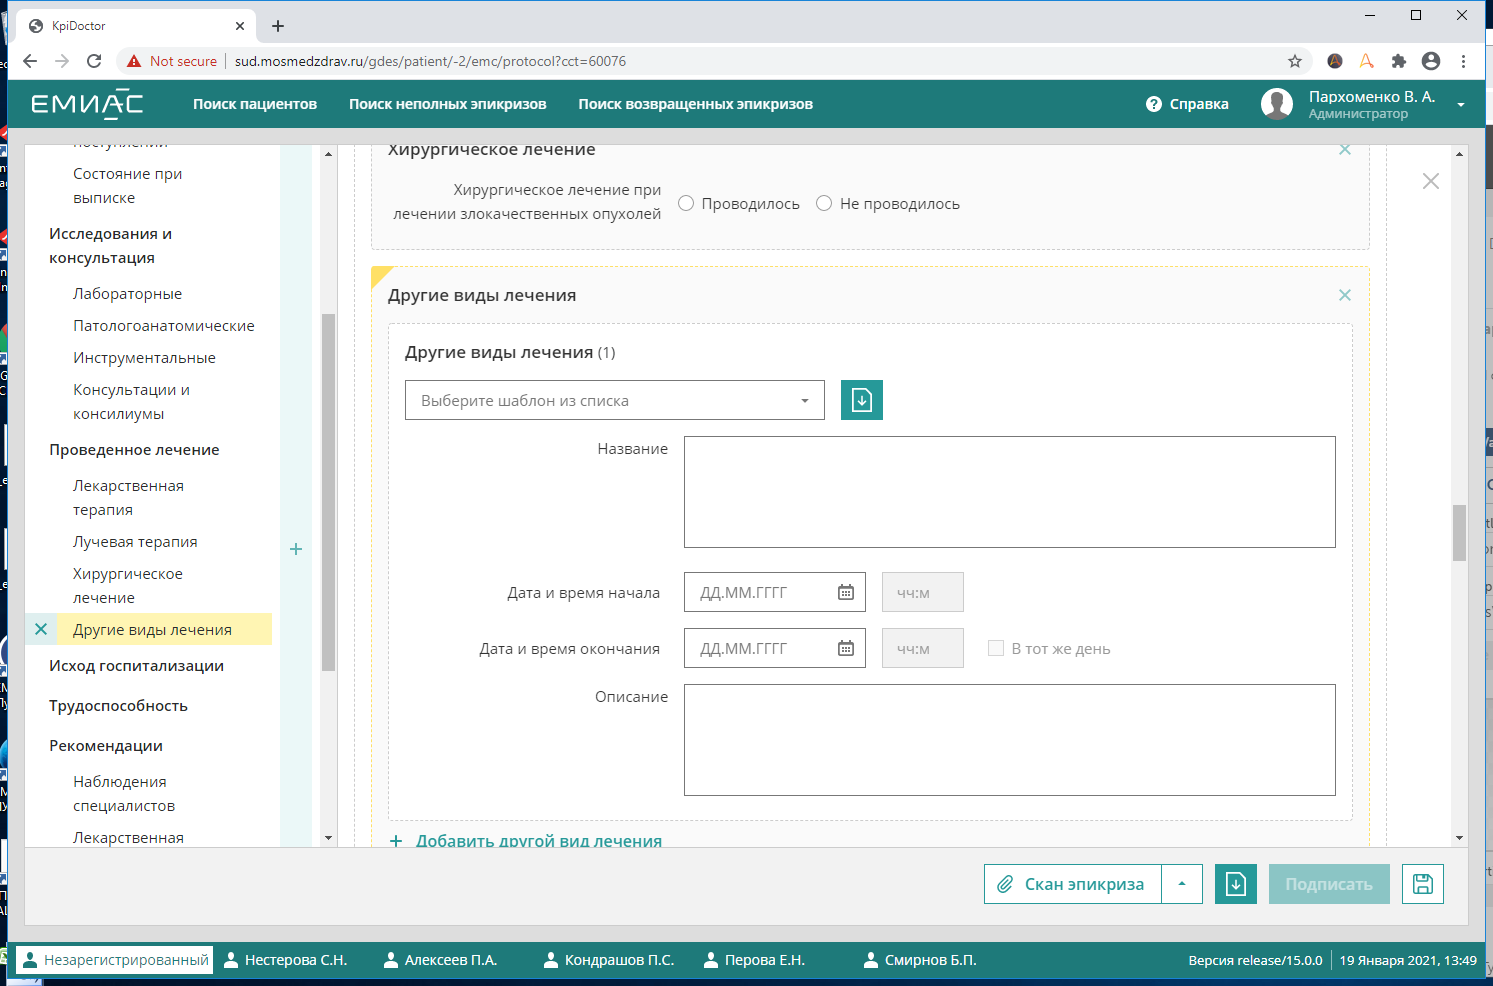 KpiDoctor
Not secure
sud.mosmedzdrav.ru/gdes/patient/-2/emc/protocol?cct=60076
ЕМИАС
Поиск пациентов
Поиск неполных эпикризов
Поиск возвращенных эпикризов
Справка
Пархоменко В. А.
Администратор
Состояние при
выписке
Исследования и
консультация
Лабораторные
Патологоанатомические
Инструментальные
Консультации и
консилиумы
Проведенное лечение
Лекарственная
терапия
Лучевая терапия
Хирургическое
лечение
Другие виды лечения
Исход госпитализации
Трудоспособность
Рекомендации
Наблюдения
специалистов
Лекарственная
Хирургическое лечение
Хирургическое лечение при
лечении злокачественных опухолей
Проводилось
Не проводилось
Другие виды лечения
Другие виды лечения (1)
Выберите шаблон из списка
Название
Дата и время начала
ДД.ММ.ГГГГ
чч:м
Дата и время окончания
ДД.ММ.ГГГГ
чч:м
В тот же день
Описание
Добавить другой вид лечения
Скан эпикриза
Подписать
Незарегистрированный
Нестерова С.Н.
Алексеев П.А.
Кондрашов П.С.
Перова Е.Н.
Смирнов Б.П.
Версия release/15.0.0
19 Января 2021, 13:49